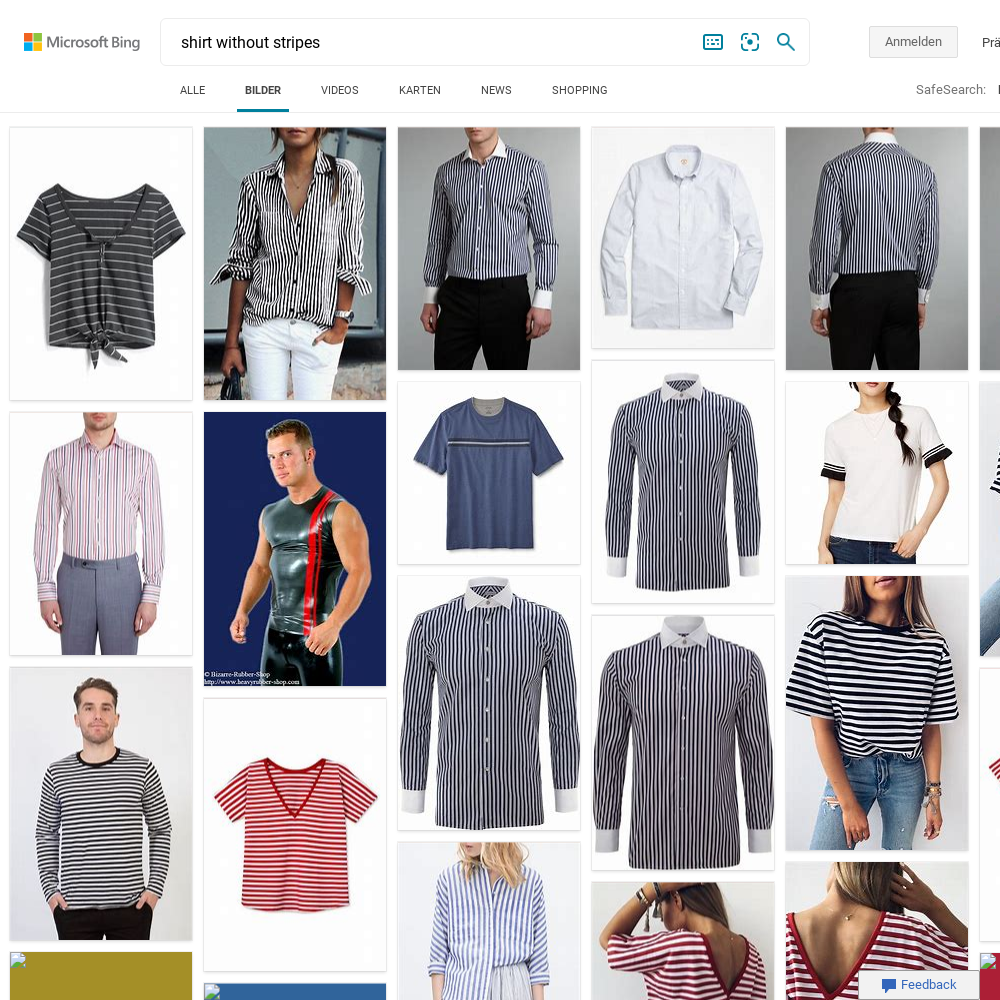 Microsoft Bing
shirt without stripes
Anmelden
Prä
ALLE
BILDER
VIDEOS
KARTEN
NEWS
SHOPPING
SafeSearch:
© Bizarre-Rubber-Shop
http://www.heavyrubber-shop.com
Feedback